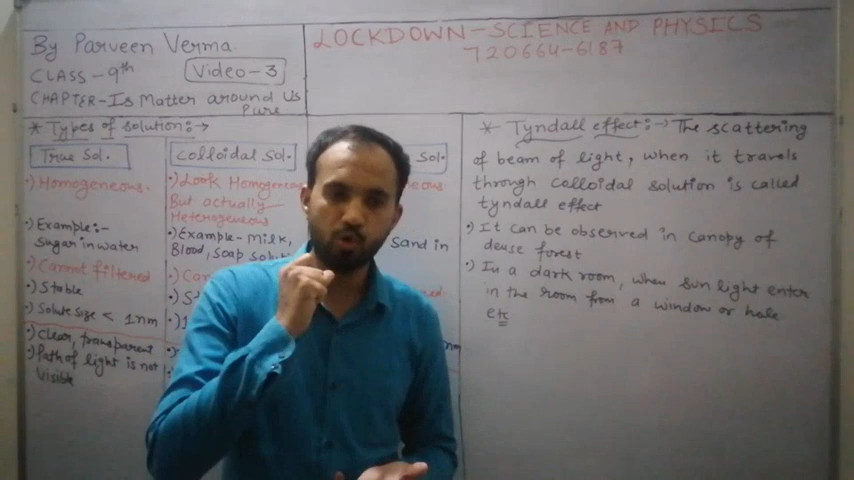 By Parveen Verma
CLASS-9th
Video-3
CHAPTER-Is Matter around Us
Pure
LOCKDOWN-SCIENCE AND PHYSICS
720664-6187
* Types of solution:→
True Sol.
•) Homogeneous.
•) Example:-
Sugar in water
•) Cannot filtered
•) Stable
•) Solute size < 1nm
•) clear, transparent
•) Path of light is not
visible
Colloidal Sol.
•) Look Homogeneous
But actually
Heterogeneous
•) Example- Milk,
Blood, soap
•)
•)
•)
Sol.
Sand in
nm
* Tyndall effect:→ The scattering
of beam of light, when it travels
through colloidal solution is called
tyndall effect
•) It can be observed in canopy of
dense forest
•) In a dark room, when sun light enter
in the room from a window or hole
etc